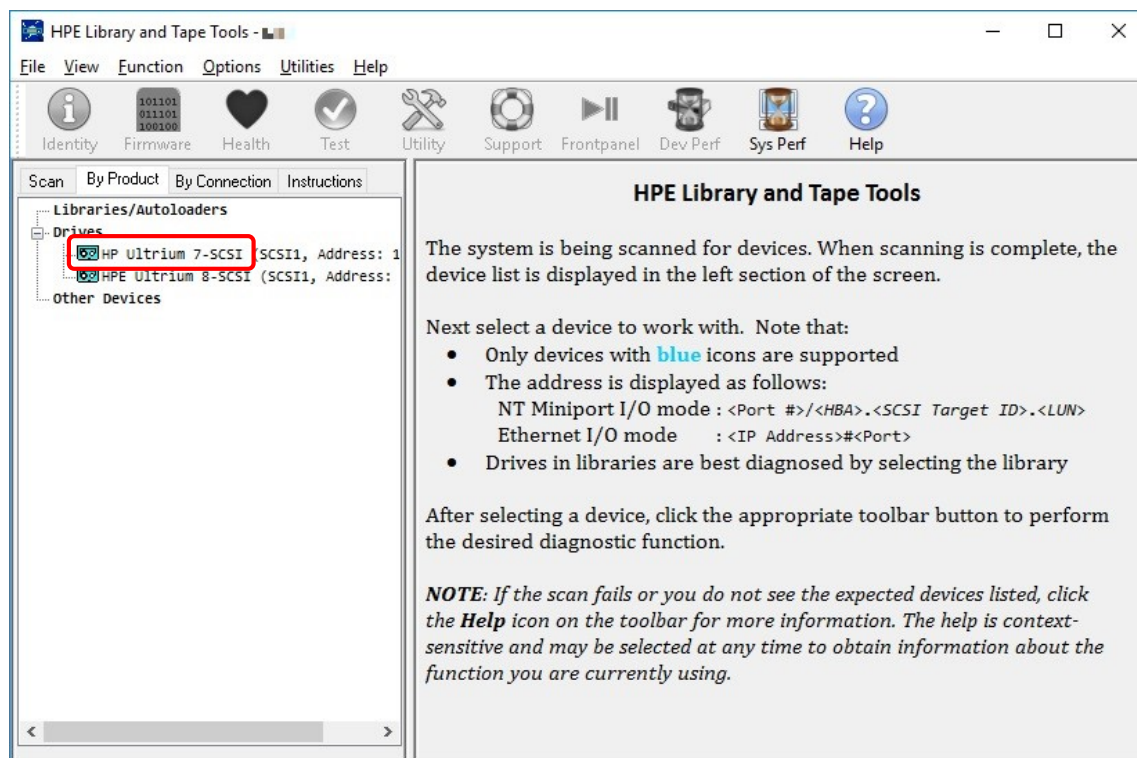 HPE Library and Tape Tools -
File View Function Options Utilities Help
101101
011101
100100
Identity Firmware Health Test Utility Support Frontpanel Dev Perf Sys Perf Help
Scan By Product By Connection Instructions
Libraries/Autoloaders
Drives
HP Ultrium 7-SCSI (SCSI1, Address: 1
HPE Ultrium 8-SCSI (SCSI1, Address:
Other Devices
HPE Library and Tape Tools
The system is being scanned for devices. When scanning is complete, the
device list is displayed in the left section of the screen.
Next select a device to work with. Note that:
• Only devices with blue icons are supported
• The address is displayed as follows:
NT Miniport I/O mode : <Port #>/<HBA>.<SCSI Target ID>.<LUN>
Ethernet I/O mode : <IP Address>#<Port>
• Drives in libraries are best diagnosed by selecting the library
After selecting a device, click the appropriate toolbar button to perform
the desired diagnostic function.
NOTE: If the scan fails or you do not see the expected devices listed, click
the Help icon on the toolbar for more information. The help is context-
sensitive and may be selected at any time to obtain information about the
function you are currently using.